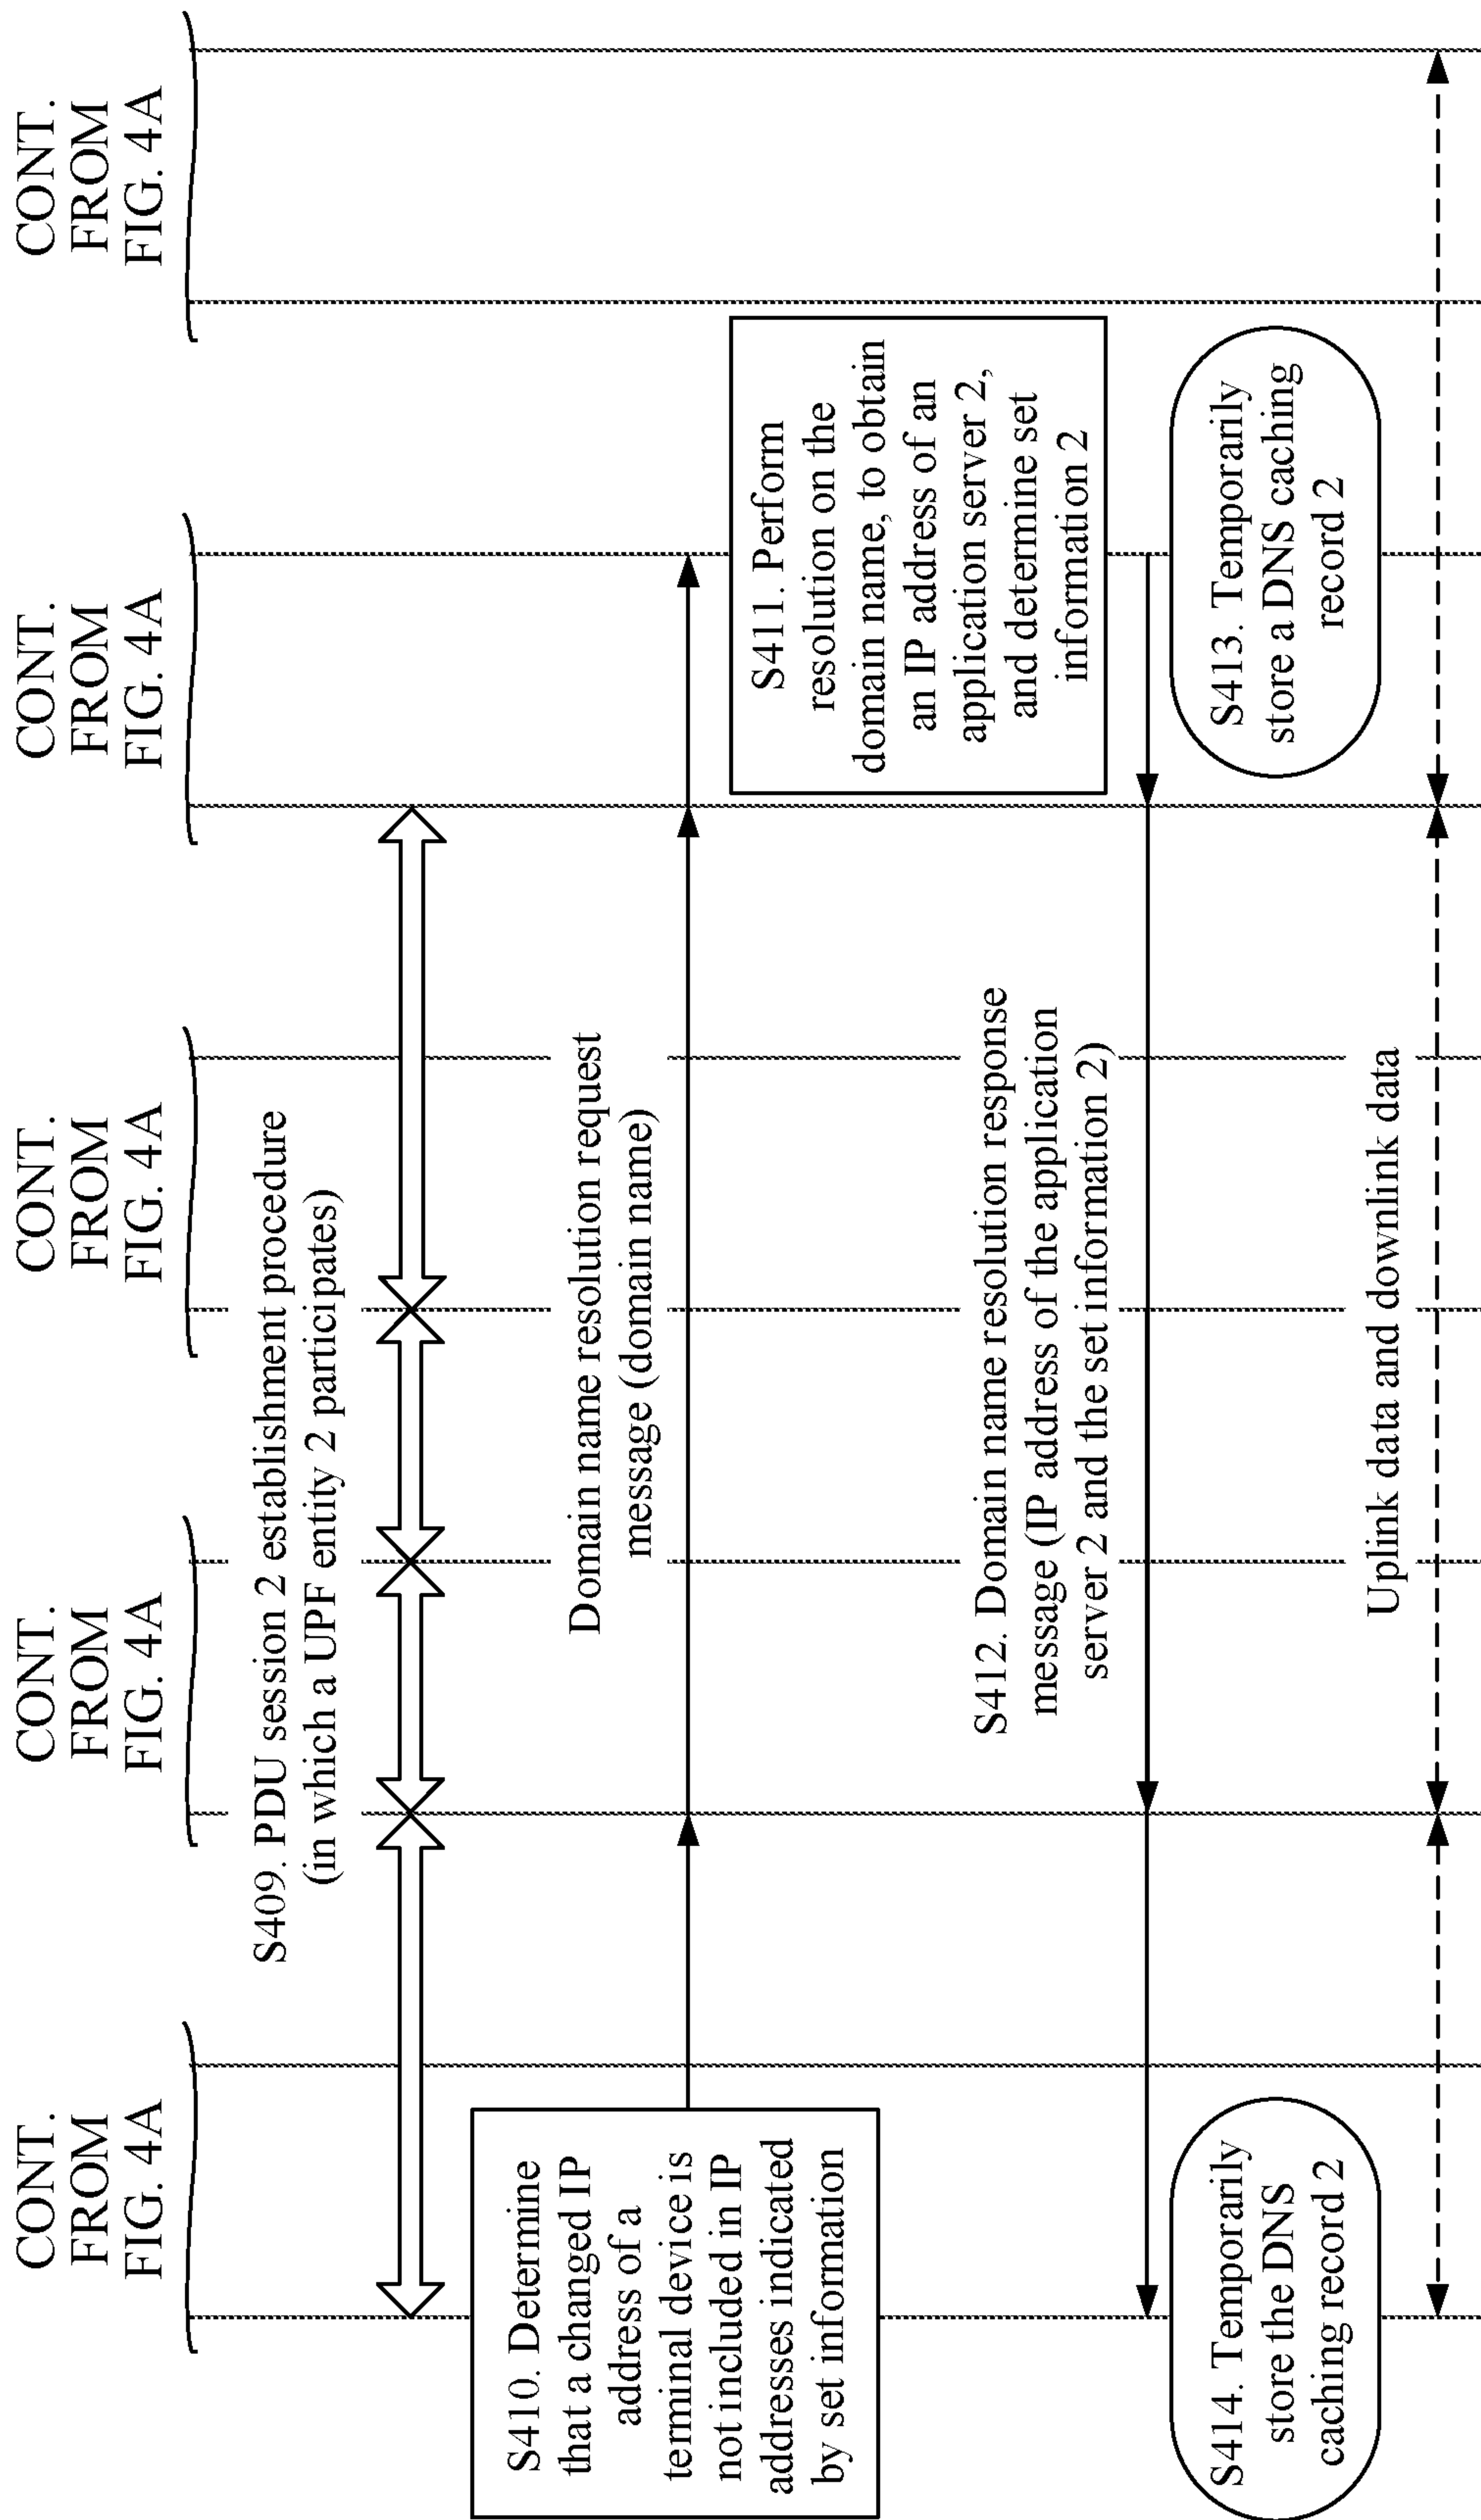 CONT.
FROM
FIG. 4A
CONT.
FROM
FIG. 4A
CONT.
FROM
FIG. 4A
CONT.
FROM
FIG. 4A
CONT.
FROM
FIG. 4A
S409. PDU session 2 establishment procedure
(in which a UPF entity 2 participates)
S410. Determine
that a changed IP
address of a
terminal device is
not included in IP
addresses indicated
by set information
Domain name resolution request
message (domain name)
S411. Perform
resolution on the
domain name, to obtain
an IP address of an
application server 2,
and determine set
information 2
S412. Domain name resolution response
message (IP address of the application
server 2 and the set information 2)
S413. Temporarily
store a DNS caching
record 2
S414. Temporarily
store the DNS
caching record 2
Uplink data and downlink data